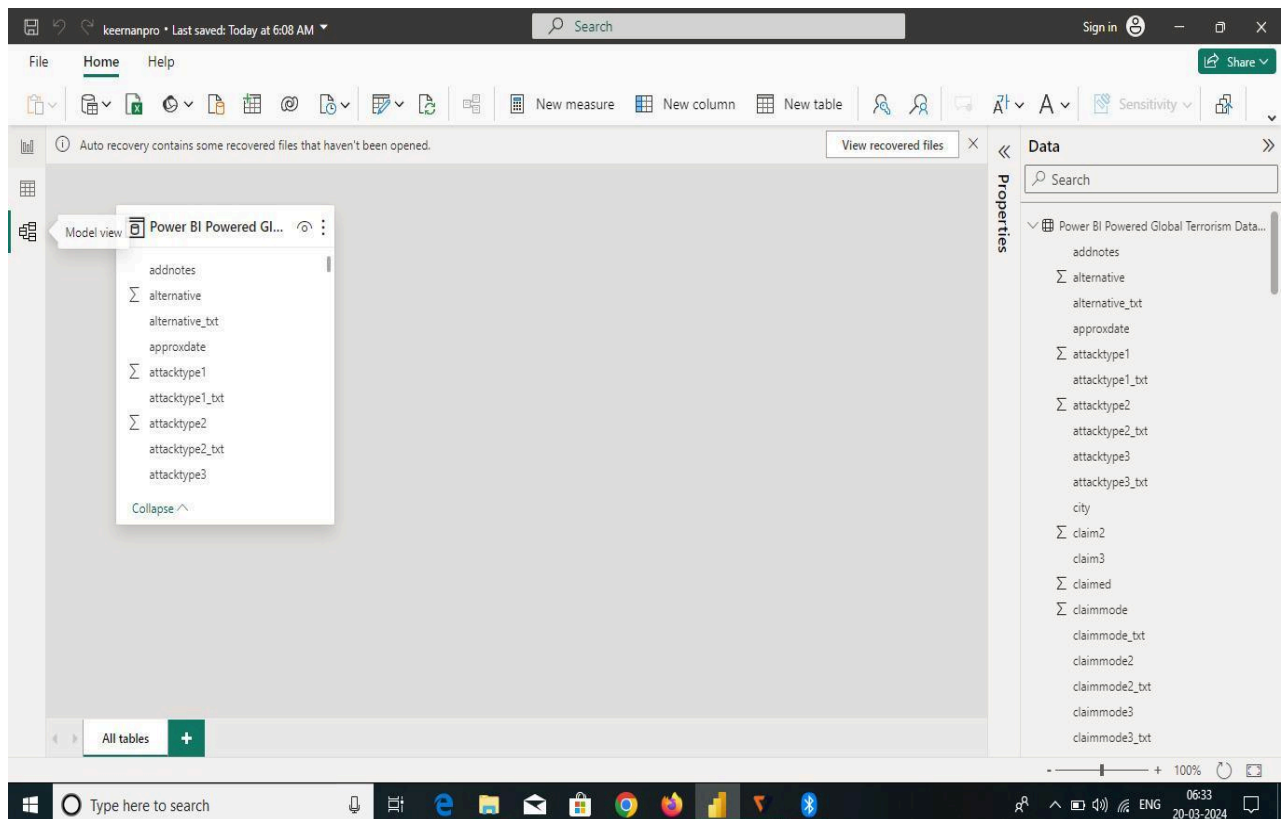 keernanpro • Last saved: Today at 6:08 AM
Search
Sign in
File Home Help
Share
New measure New column New table
Sensitivity
Auto recovery contains some recovered files that haven't been opened.
View recovered files
Properties
Data
Search
Model view
Power BI Powered Gl...
addnotes
alternative
alternative_txt
approxdate
attacktype1
attacktype1_txt
attacktype2
attacktype2_txt
attacktype3
Collapse
Power BI Powered Global Terrorism Data...
addnotes
alternative
alternative_txt
approxdate
attacktype1
attacktype1_txt
attacktype2
attacktype2_txt
attacktype3
attacktype3_txt
city
claim2
claim3
claimed
claimmode
claimmode_txt
claimmode2
claimmode2_txt
claimmode3
claimmode3_txt
All tables
- + 100%
Type here to search
ENG
06:33
20-03-2024